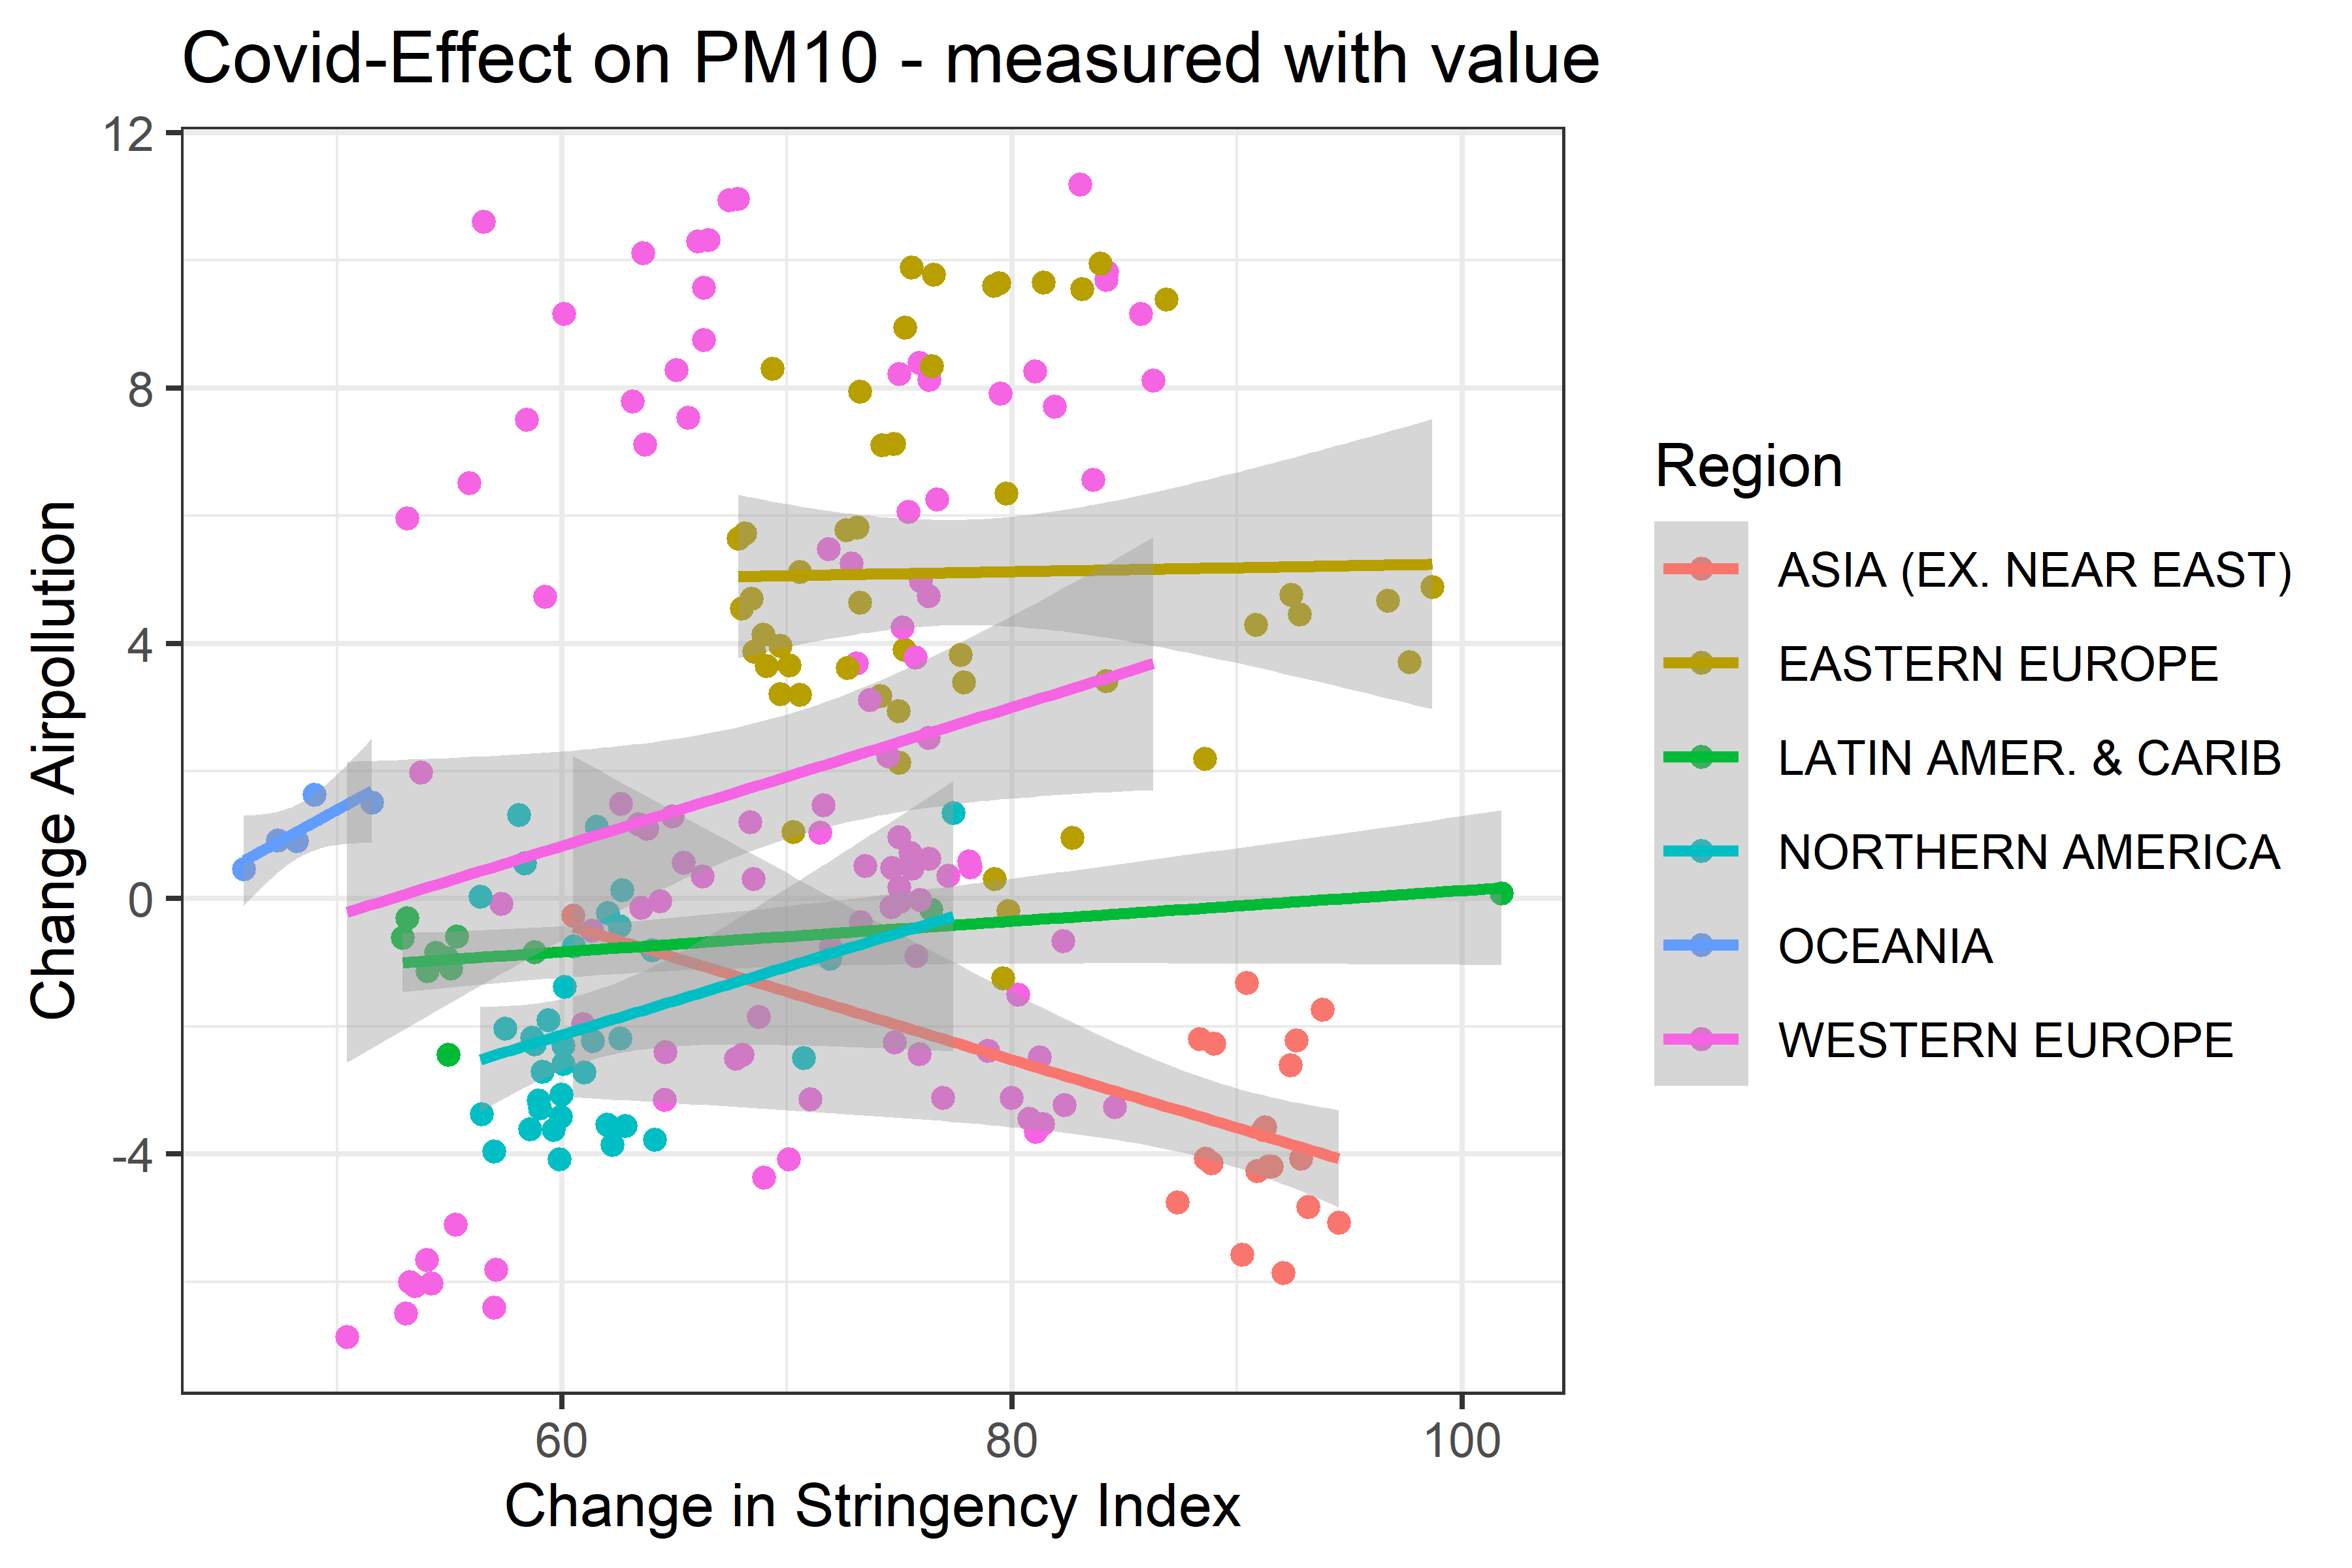 Covid-Effect on PM10 - measured with value
12
8
4
0
-4
Change Airpollution
60
80
100
Change in Stringency Index
Region
ASIA (EX. NEAR EAST)
EASTERN EUROPE
LATIN AMER. & CARIB
NORTHERN AMERICA
OCEANIA
WESTERN EUROPE